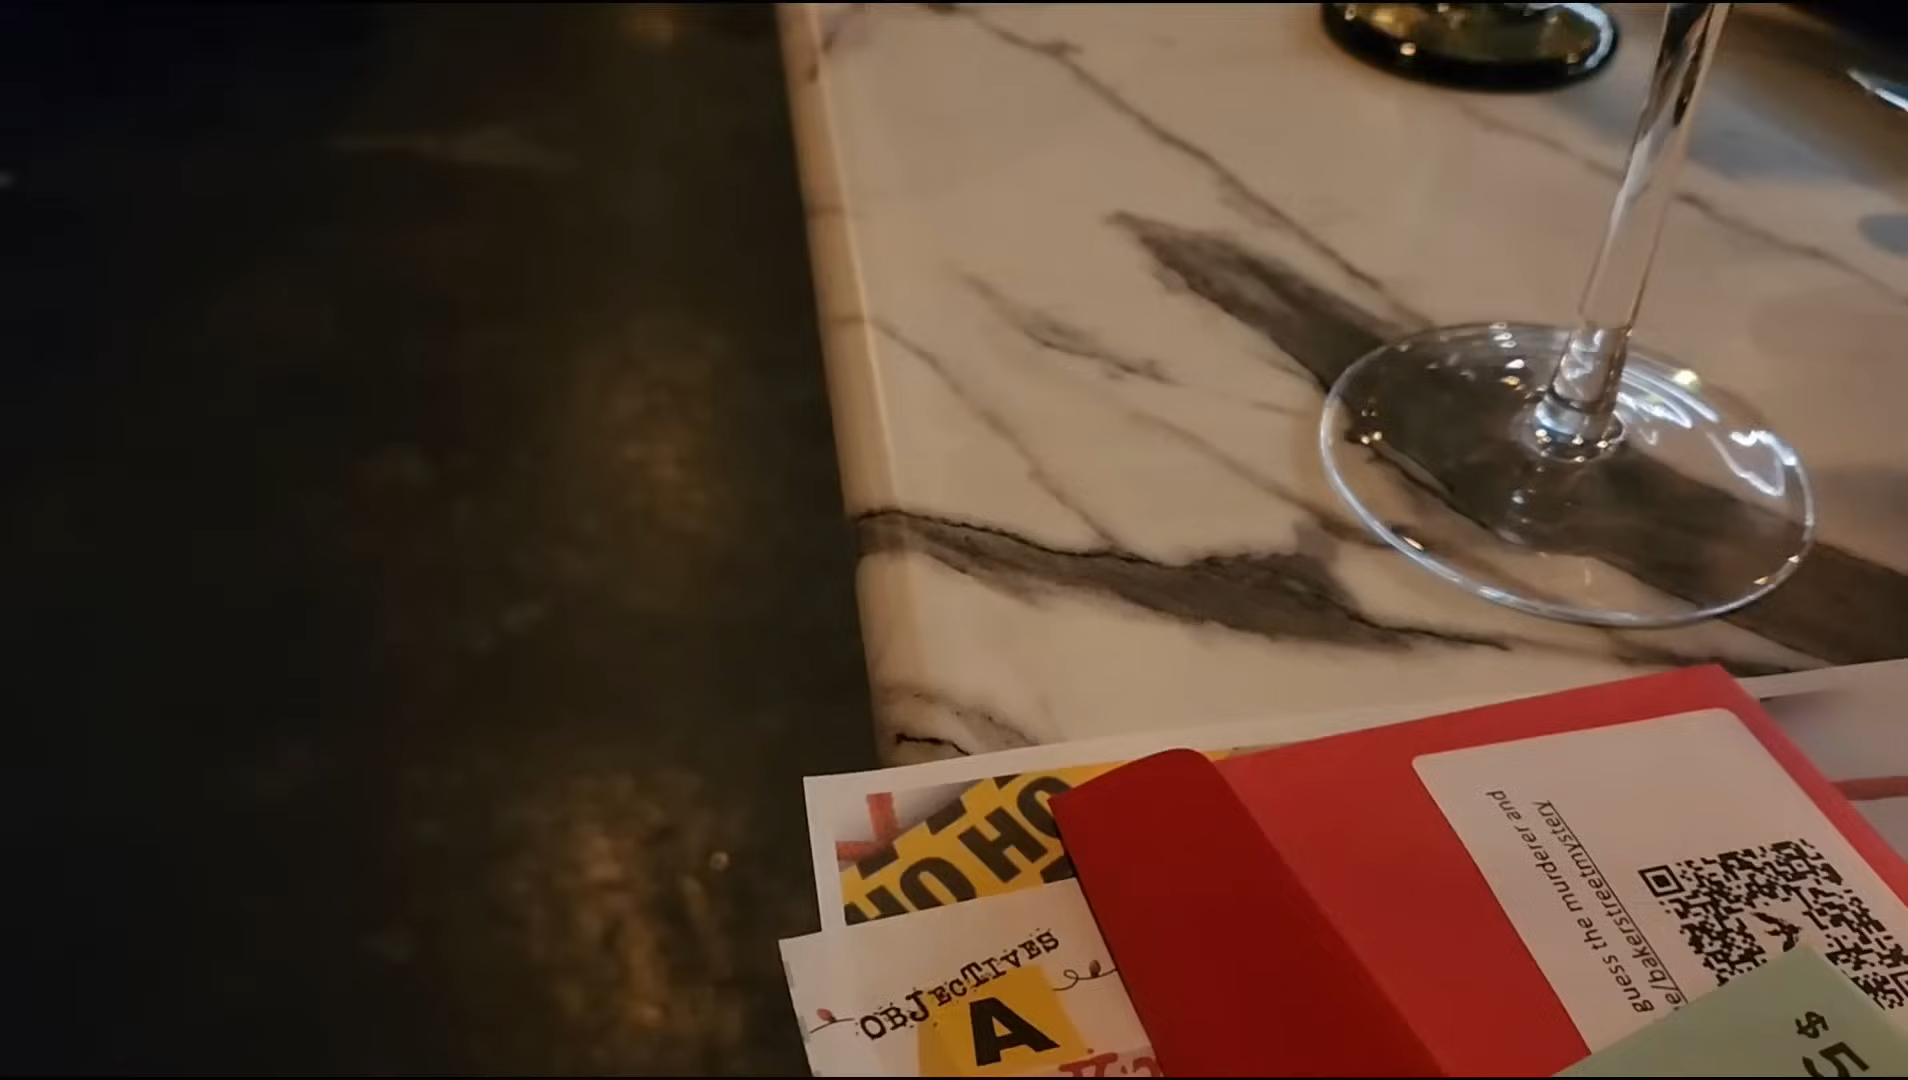 HO HO
OBJECTIVES
A
guess the murderer and
e/bakerstreetmystery
$5